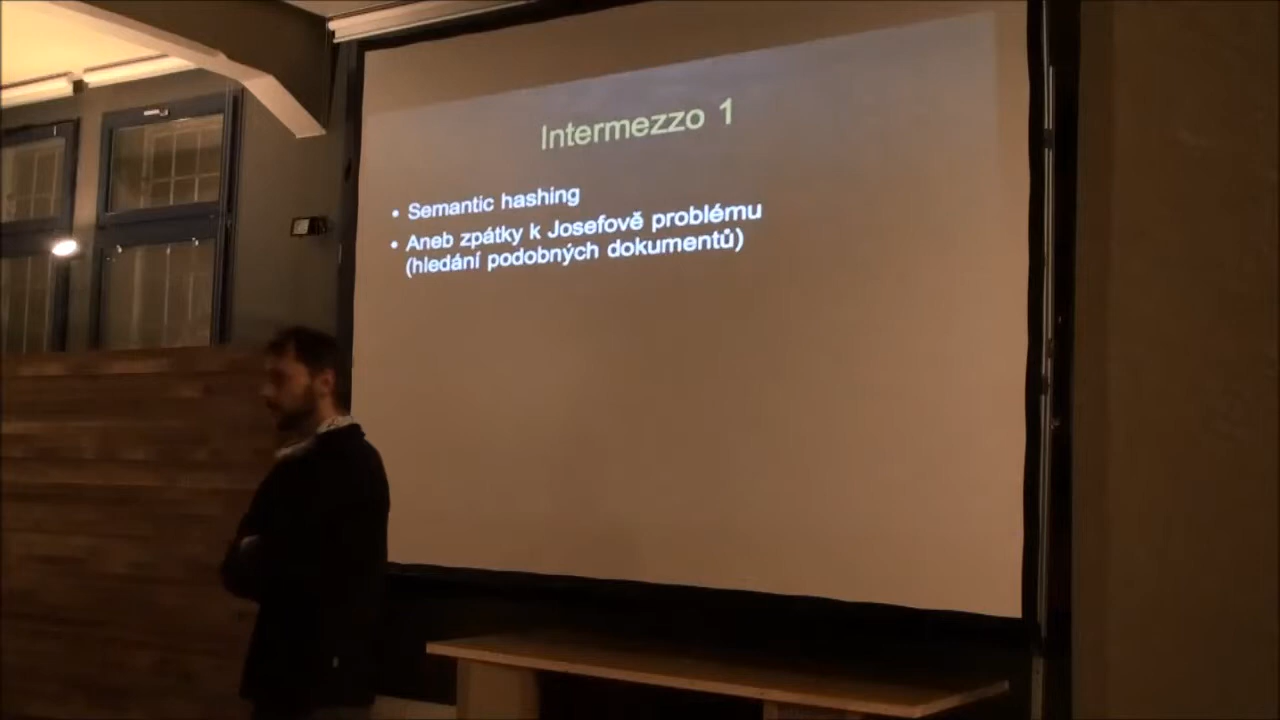 Intermezzo 1
• Semantic hashing
• Aneb zpátky k Josefově problému
(hledání podobných dokumentů)